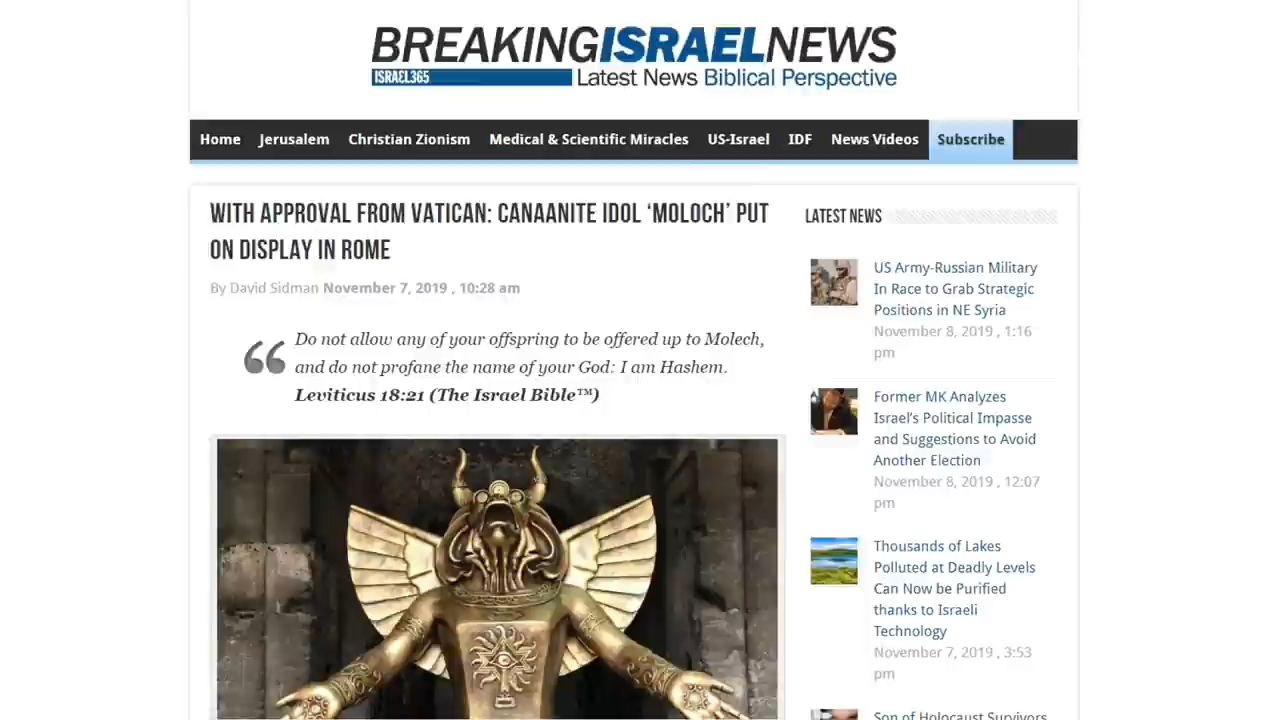 BREAKINGISRAELNEWS
ISRAEL365
Latest News Biblical Perspective
Home Jerusalem Christian Zionism Medical & Scientific Miracles US-Israel IDF News Videos Subscribe
WITH APPROVAL FROM VATICAN: CANAANITE IDOL ‘MOLOCH’ PUT
ON DISPLAY IN ROME
By David Sidman November 7, 2019 , 10:28 am
“
Do not allow any of your offspring to be offered up to Molech,
and do not profane the name of your God: I am Hashem.
Leviticus 18:21 (The Israel Bible™)
LATEST NEWS
US Army-Russian Military
In Race to Grab Strategic
Positions in NE Syria
November 8, 2019 , 1:16
pm
Former MK Analyzes
Israel’s Political Impasse
and Suggestions to Avoid
Another Election
November 8, 2019 , 12:07
pm
Thousands of Lakes
Polluted at Deadly Levels
Can Now be Purified
thanks to Israeli
Technology
November 7, 2019 , 3:53
pm
Son of Holocaust Survivors